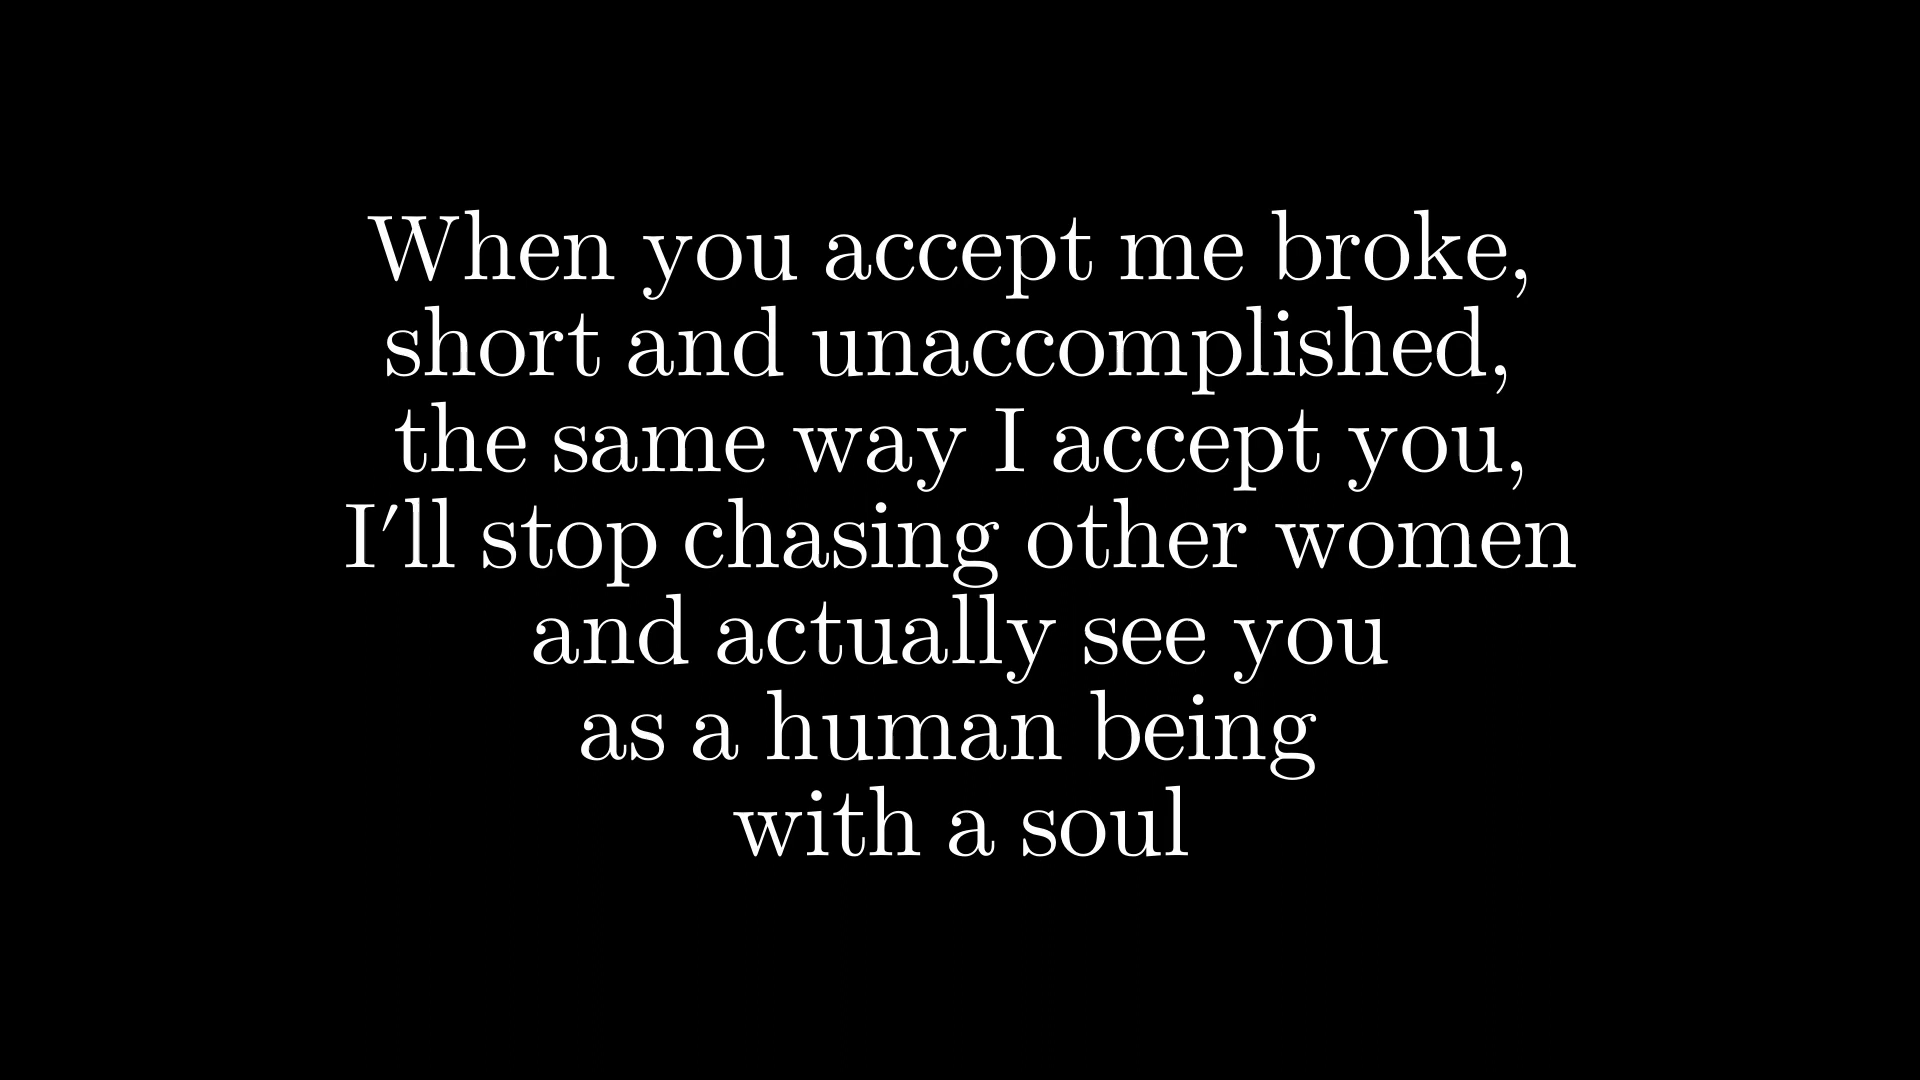 When you accept me broke,
short and unaccomplished,
the same way I accept you,
I'll stop chasing other women
and actually see you
as a human being
with a soul